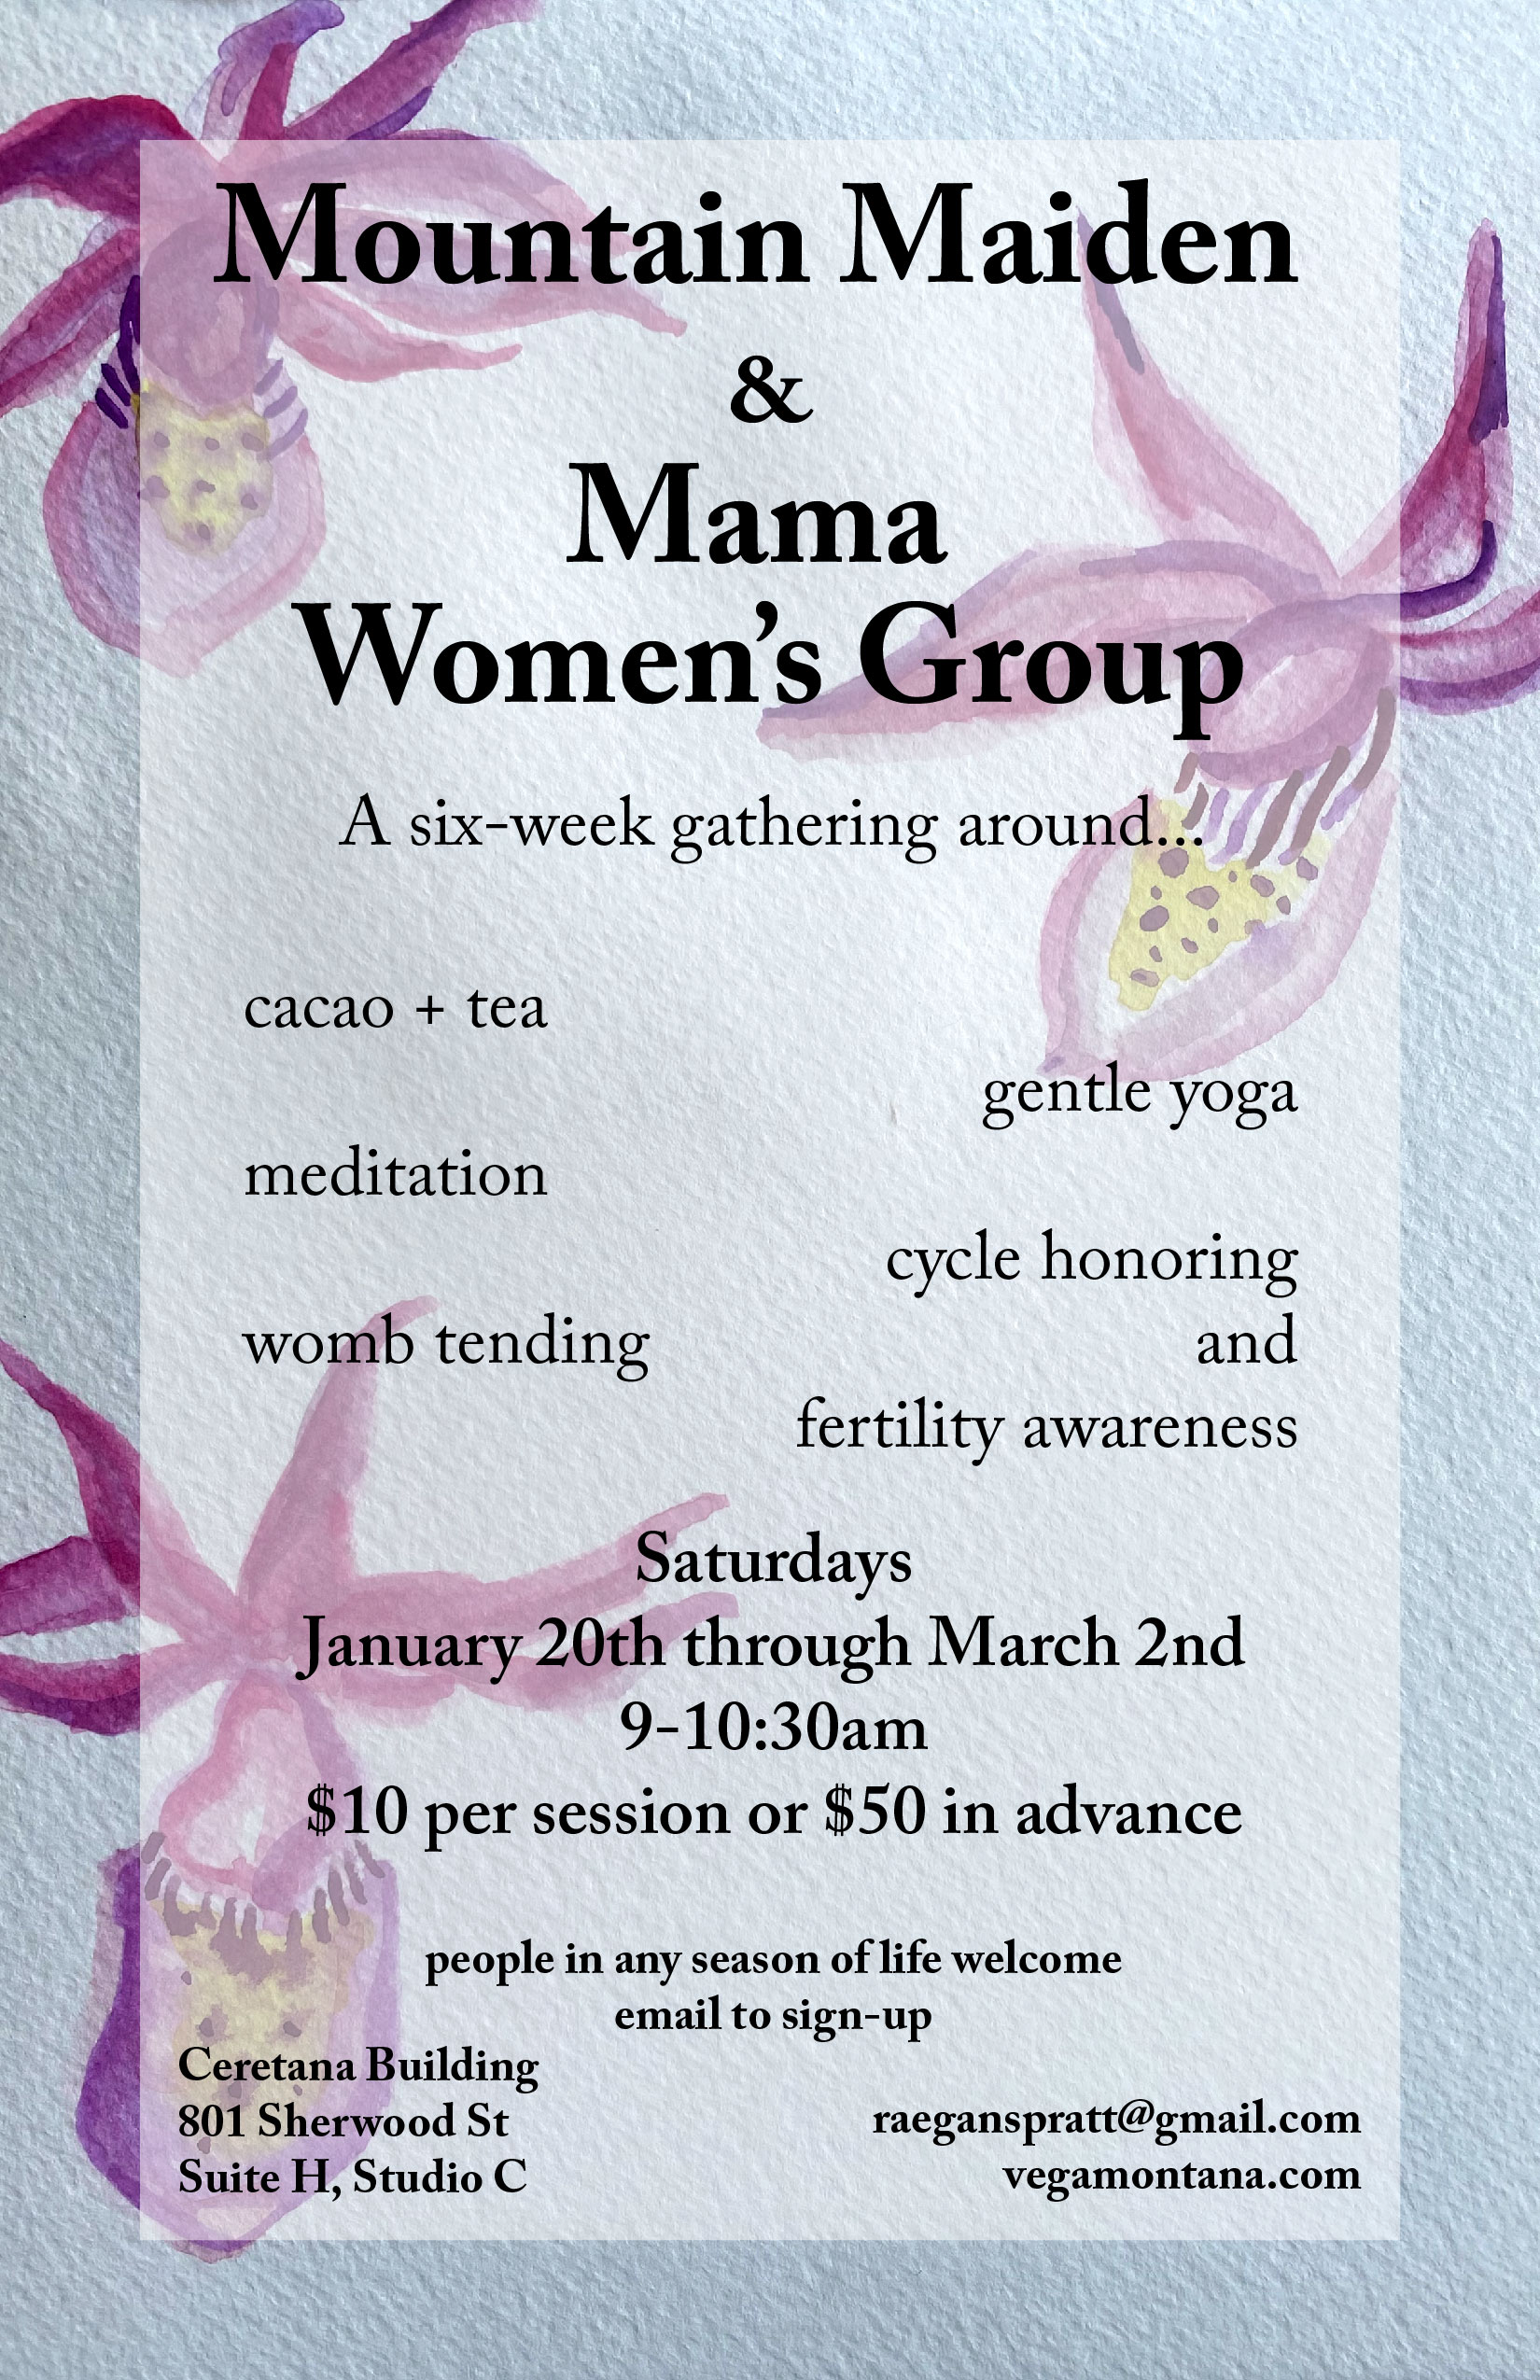 Mountain Maiden
&
Mama
Women’s Group
A six-week gathering around...
cacao + tea
gentle yoga
meditation
cycle honoring
womb tending
and
fertility awareness
Saturdays
January 20th through March 2nd
9-10:30am
$10 per session or $50 in advance
people in any season of life welcome
email to sign-up
Ceretana Building
801 Sherwood St
Suite H, Studio C
raeganspratt@gmail.com
vegamontana.com